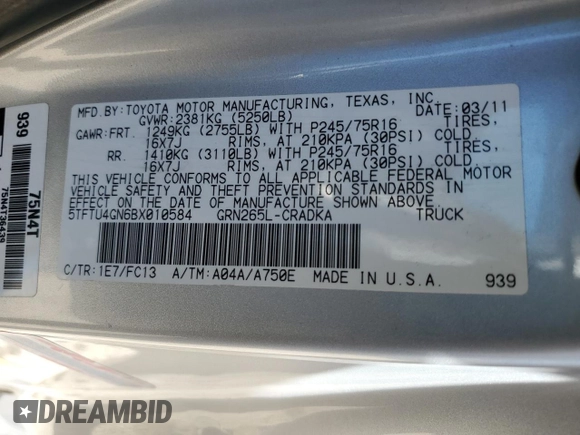 MFD.BY:TOYOTA MOTOR MANUFACTURING, TEXAS, INC.
GVWR:2381KG (5250LB) DATE: 03/11
GAWR:FRT. 1249KG (2755LB) WITH P245/75R16 TIRES,
16X7J RIMS, AT 210KPA (30PSI) COLD.
RR. 1410KG (3110LB) WITH P245/75R16 TIRES,
16X7J RIMS, AT 210KPA (30PSI) COLD.
THIS VEHICLE CONFORMS TO ALL APPLICABLE FEDERAL MOTOR
VEHICLE SAFETY AND THEFT PREVENTION STANDARDS IN
EFFECT ON THE DATE OF MANUFACTURE SHOWN ABOVE.
5TFTU4GN6BX010584 GRN265L-CRADKA TRUCK
C/TR:1E7/FC13 A/TM:A04A/A750E MADE IN U.S.A. 939
939
75N4T
DREAMBID